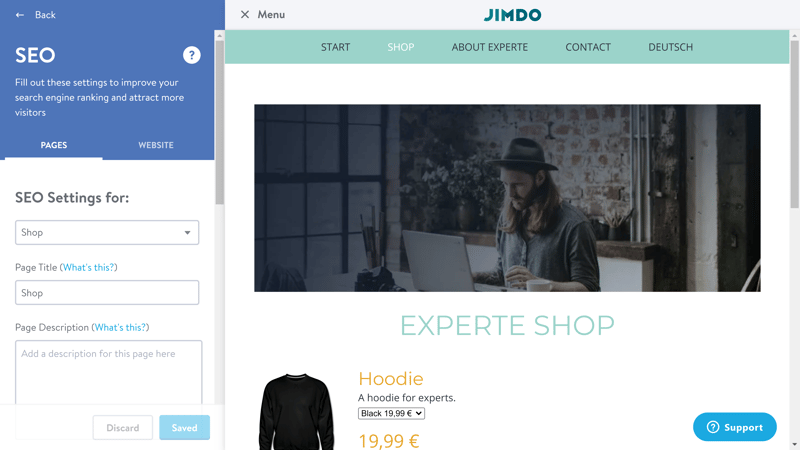 ← Back
SEO
?
Fill out these settings to improve your
search engine ranking and attract more
visitors
PAGES
WEBSITE
SEO Settings for:
Shop
Page Title (What's this?)
Shop
Page Description (What's this?)
Add a description for this page here
Discard
Saved
Menu
JIMDO
START
SHOP
ABOUT EXPERTE
CONTACT
DEUTSCH
EXPERTE SHOP
Hoodie
A hoodie for experts.
Black 19,99 €
19,99 €
? Support